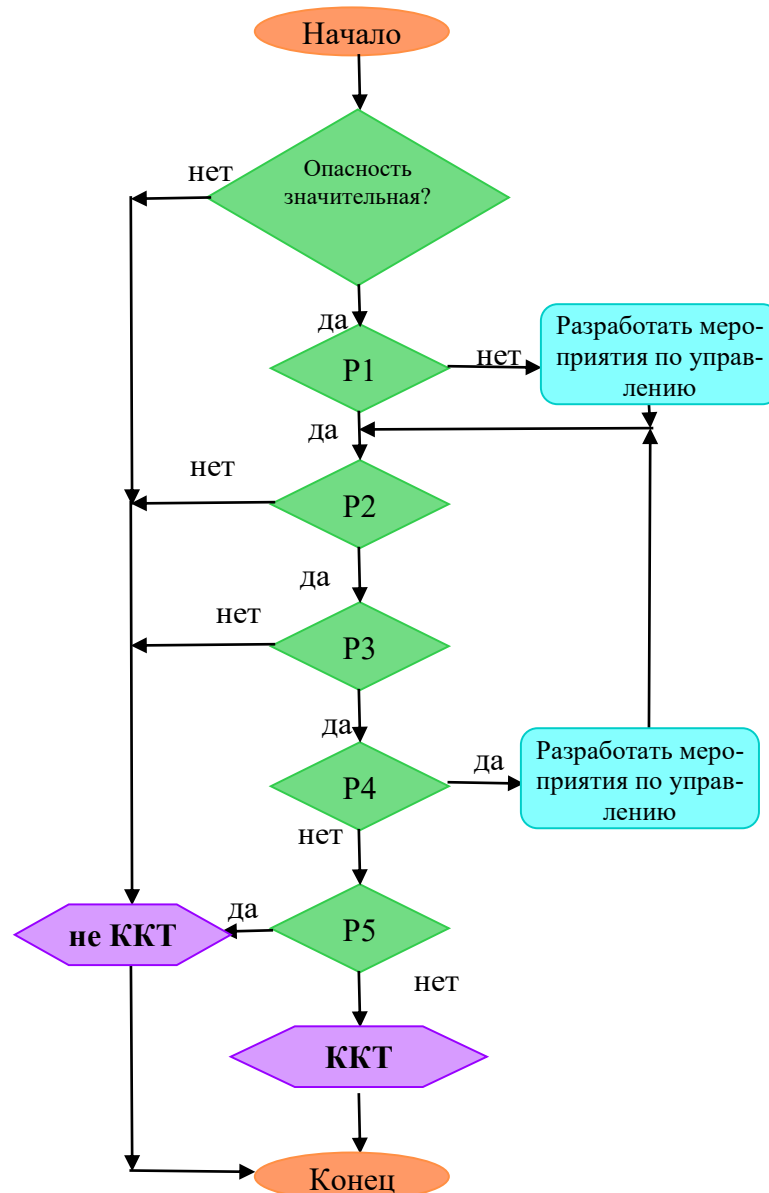 Начало
нет
Опасность
значительная?
да
Р1
нет
Разработать меро-
приятия по управ-
лению
да
нет
Р2
да
нет
Р3
да
Р4
да
Разработать меро-
приятия по управ-
лению
нет
не ККТ
да
Р5
нет
ККТ
Конец